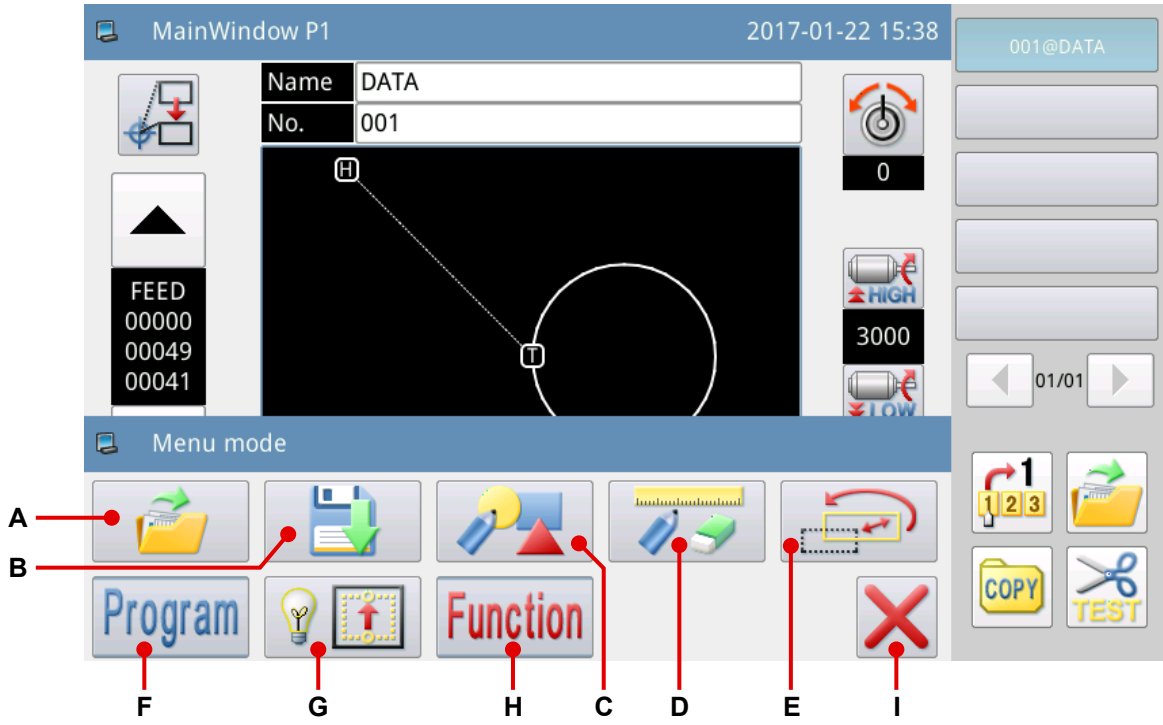 MainWindow P1
2017-01-22 15:38
001@DATA
Name DATA
No. 001
H
0
FEED
00000
00049
00041
HIGH
3000
T
LOW
01/01
Menu mode
1
1 2 3
A
B
COPY
TEST
Program
Function
F
G
H
C
D
E
I